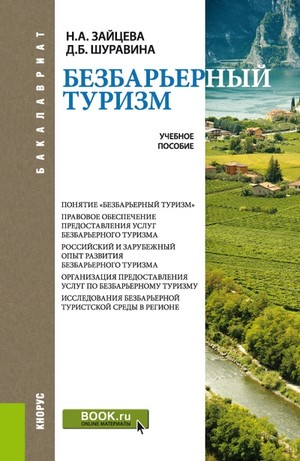 Н.А. ЗАЙЦЕВА
Д.Б. ШУРАВИНА
БЕЗБАРЬЕРНЫЙ
ТУРИЗМ
УЧЕБНОЕ
ПОСОБИЕ
БАКАЛАВРИАТ
ПОНЯТИЕ «БЕЗБАРЬЕРНЫЙ ТУРИЗМ»
ПРАВОВОЕ ОБЕСПЕЧЕНИЕ
ПРЕДОСТАВЛЕНИЯ УСЛУГ
БЕЗБАРЬЕРНОГО ТУРИЗМА
РОССИЙСКИЙ И ЗАРУБЕЖНЫЙ
ОПЫТ РАЗВИТИЯ
БЕЗБАРЬЕРНОГО ТУРИЗМА
ОРГАНИЗАЦИЯ ПРЕДОСТАВЛЕНИЯ
УСЛУГ ПО БЕЗБАРЬЕРНОМУ ТУРИЗМУ
ИССЛЕДОВАНИЯ БЕЗБАРЬЕРНОЙ
ТУРИСТСКОЙ СРЕДЫ В РЕГИОНЕ
КНОРУС
BOOK.ru
ONLINE МАТЕРИАЛЫ